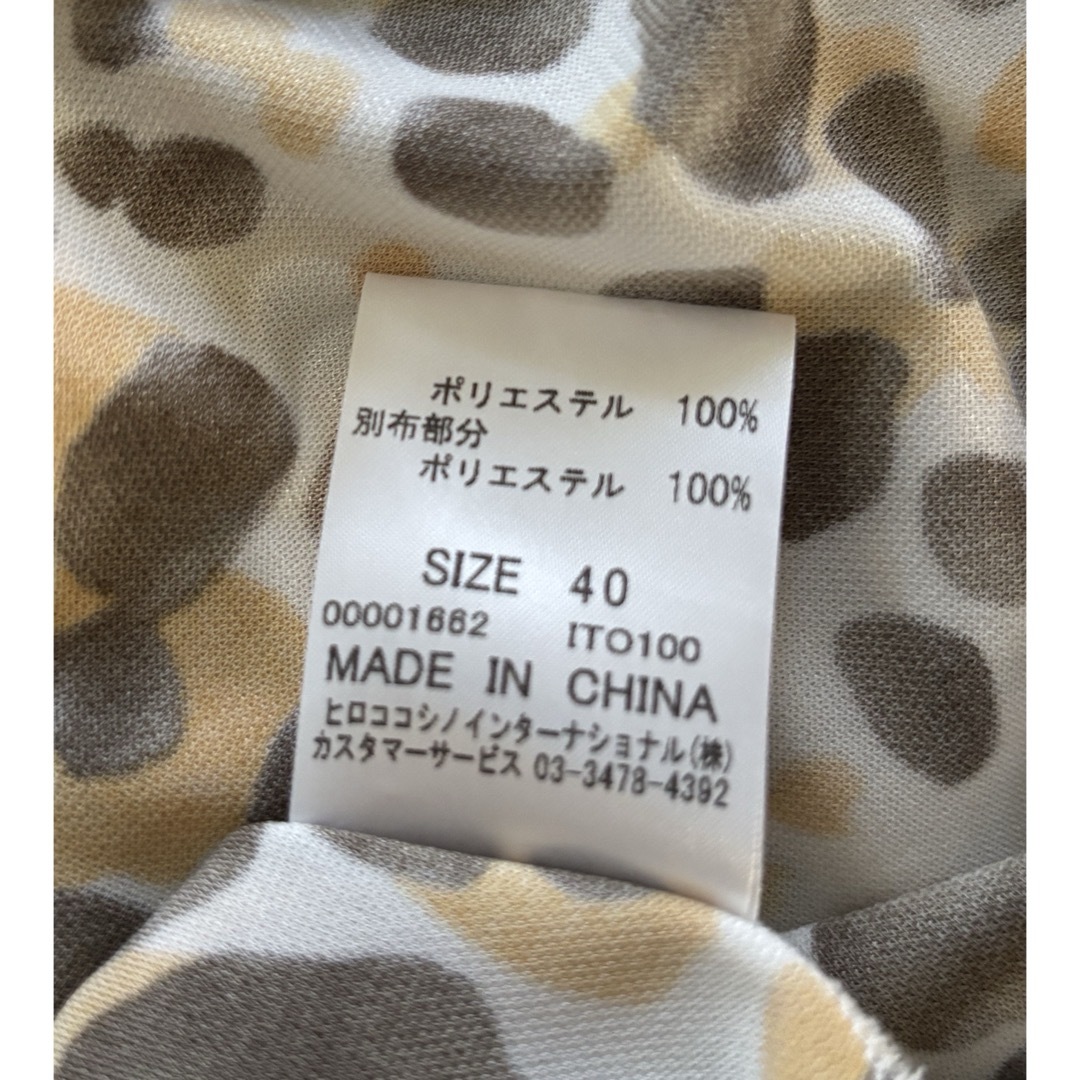 ポリエステル 100%
別布部分
ポリエステル 100%
SIZE 40
00001662 ITO100
MADE IN CHINA
ヒロココシノインターナショナル(株)
カスタマーサービス 03-3478-4392